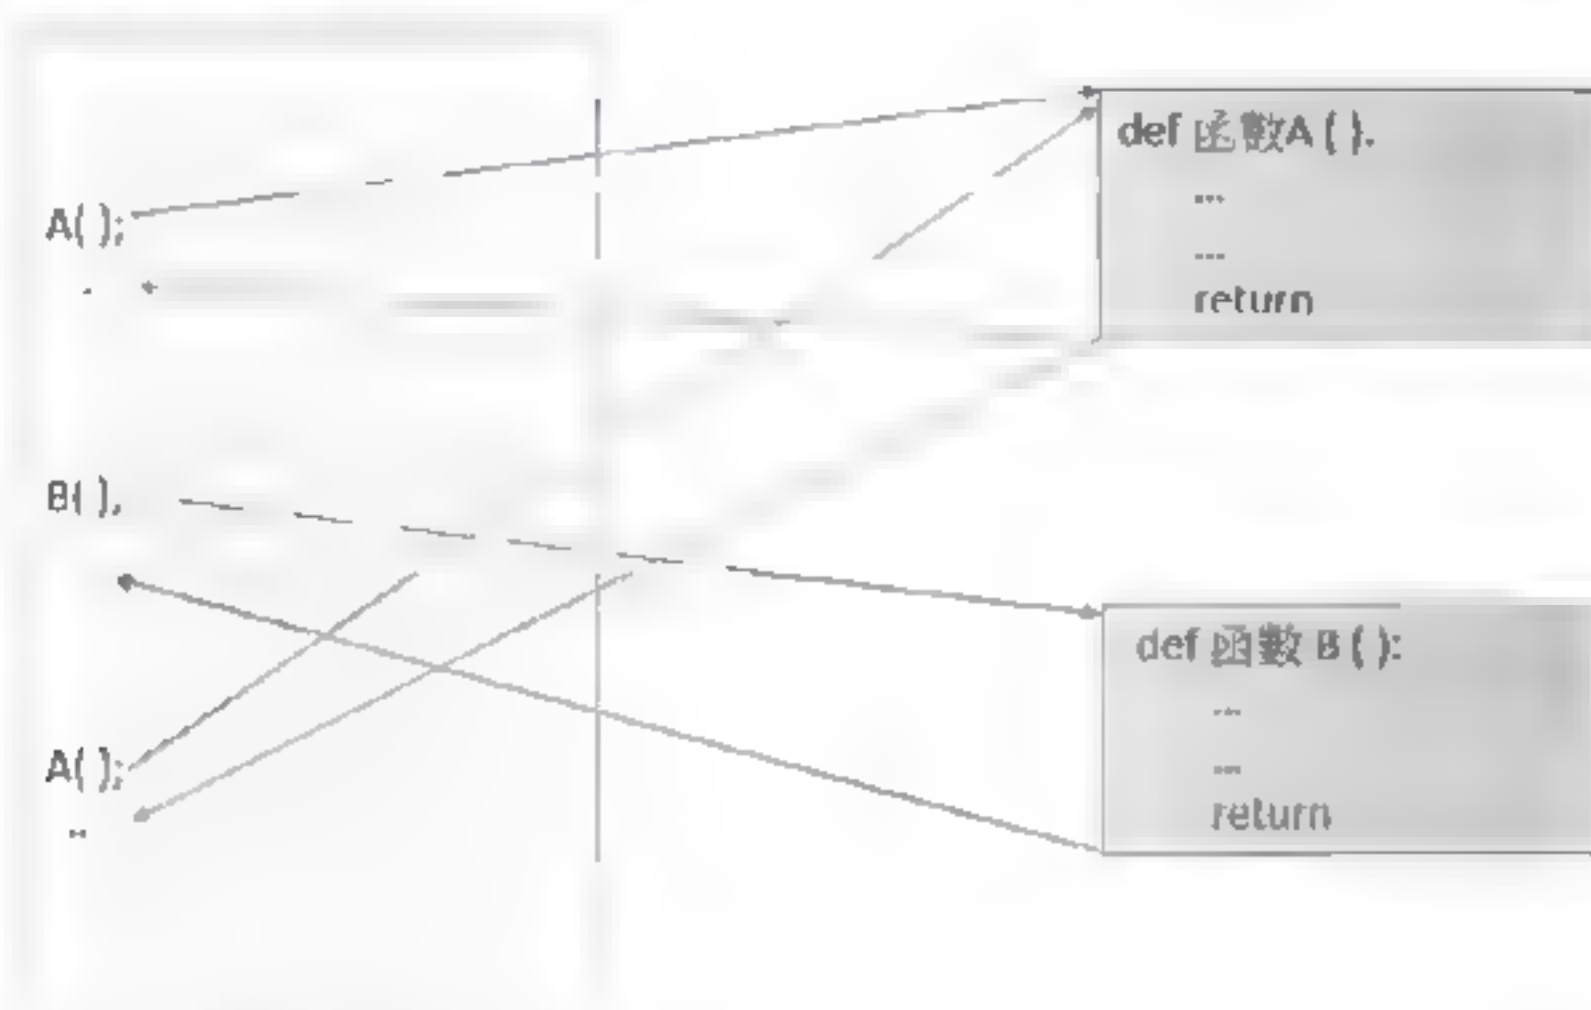 A( );
B( ),
A( );
..
def 函數A ( ).
...
...
return
def 函數 B ( ):
...
...
return